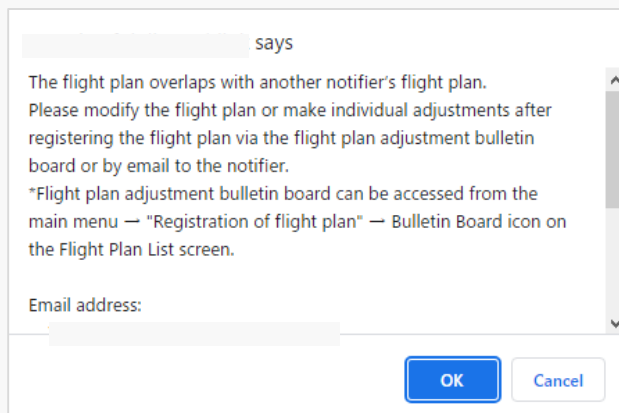 says
The flight plan overlaps with another notifier's flight plan.
Please modify the flight plan or make individual adjustments after
registering the flight plan via the flight plan adjustment bulletin
board or by email to the notifier.
*Flight plan adjustment bulletin board can be accessed from the
main menu → "Registration of flight plan" → Bulletin Board icon on
the Flight Plan List screen.
Email address:
OK
Cancel